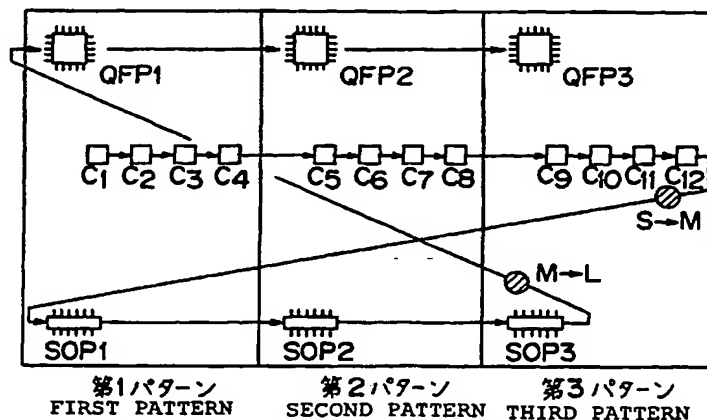 QFP1 QFP2 QFP3
C1 C2 C3 C4 C5 C6 C7 C8 C9 C10 C11 C12
S→M
M→L
SOP1 SOP2 SOP3
第1パターン 第2パターン 第3パターン
FIRST PATTERN SECOND PATTERN THIRD PATTERN